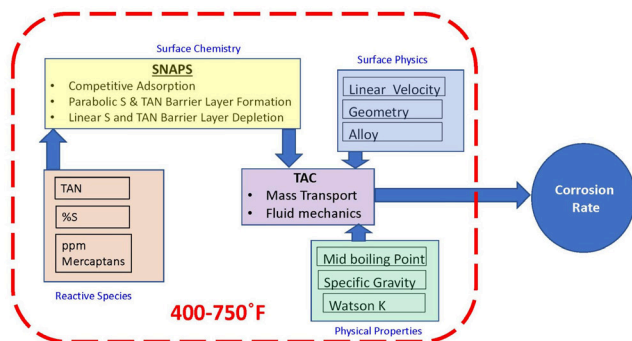 Surface Chemistry
SNAPS
• Competitive Adsorption
• Parabolic S & TAN Barrier Layer Formation
• Linear S and TAN Barrier Layer Depletion
Surface Physics
Linear Velocity
Geometry
Alloy
TAC
• Mass Transport
• Fluid mechanics
Corrosion
Rate
TAN
%S
ppm
Mercaptans
Reactive Species
Mid boiling Point
Specific Gravity
Watson K
Physical Properties
400-750˚F